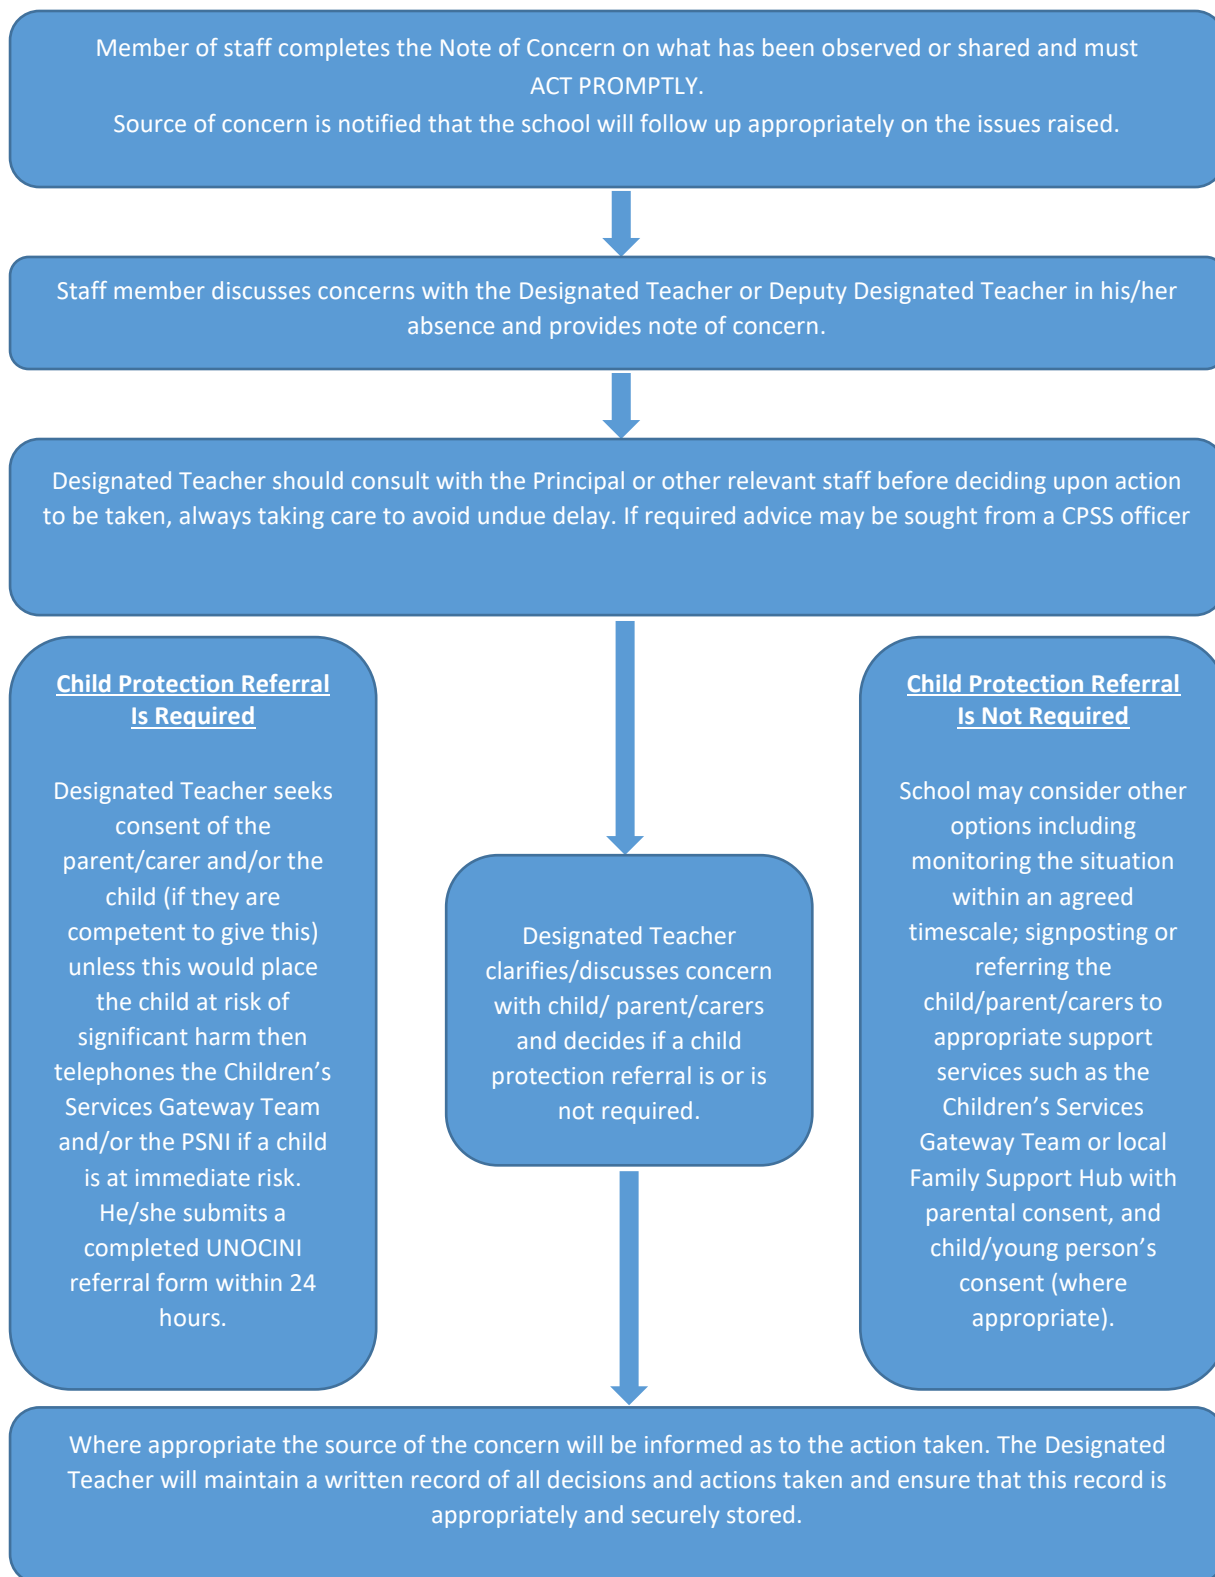 Member of staff completes the Note of Concern on what has been observed or shared and must
ACT PROMPTLY.
Source of concern is notified that the school will follow up appropriately on the issues raised.
Staff member discusses concerns with the Designated Teacher or Deputy Designated Teacher in his/her
absence and provides note of concern.
Designated Teacher should consult with the Principal or other relevant staff before deciding upon action
to be taken, always taking care to avoid undue delay. If required advice may be sought from a CPSS officer
Child Protection Referral
Is Required
Designated Teacher seeks
consent of the
parent/carer and/or the
child (if they are
competent to give this)
unless this would place
the child at risk of
significant harm then
telephones the Children's
Services Gateway Team
and/or the PSNI if a child
is at immediate risk.
He/she submits a
completed UNOCINI
referral form within 24
hours.
Designated Teacher
clarifies/discusses concern
with child/ parent/carers
and decides if a child
protection referral is or is
not required.
Child Protection Referral
Is Not Required
School may consider other
options including
monitoring the situation
within an agreed
timescale; signposting or
referring the
child/parent/carers to
appropriate support
services such as the
Children's Services
Gateway Team or local
Family Support Hub with
parental consent, and
child/young person's
consent (where
appropriate).
Where appropriate the source of the concern will be informed as to the action taken. The Designated
Teacher will maintain a written record of all decisions and actions taken and ensure that this record is
appropriately and securely stored.